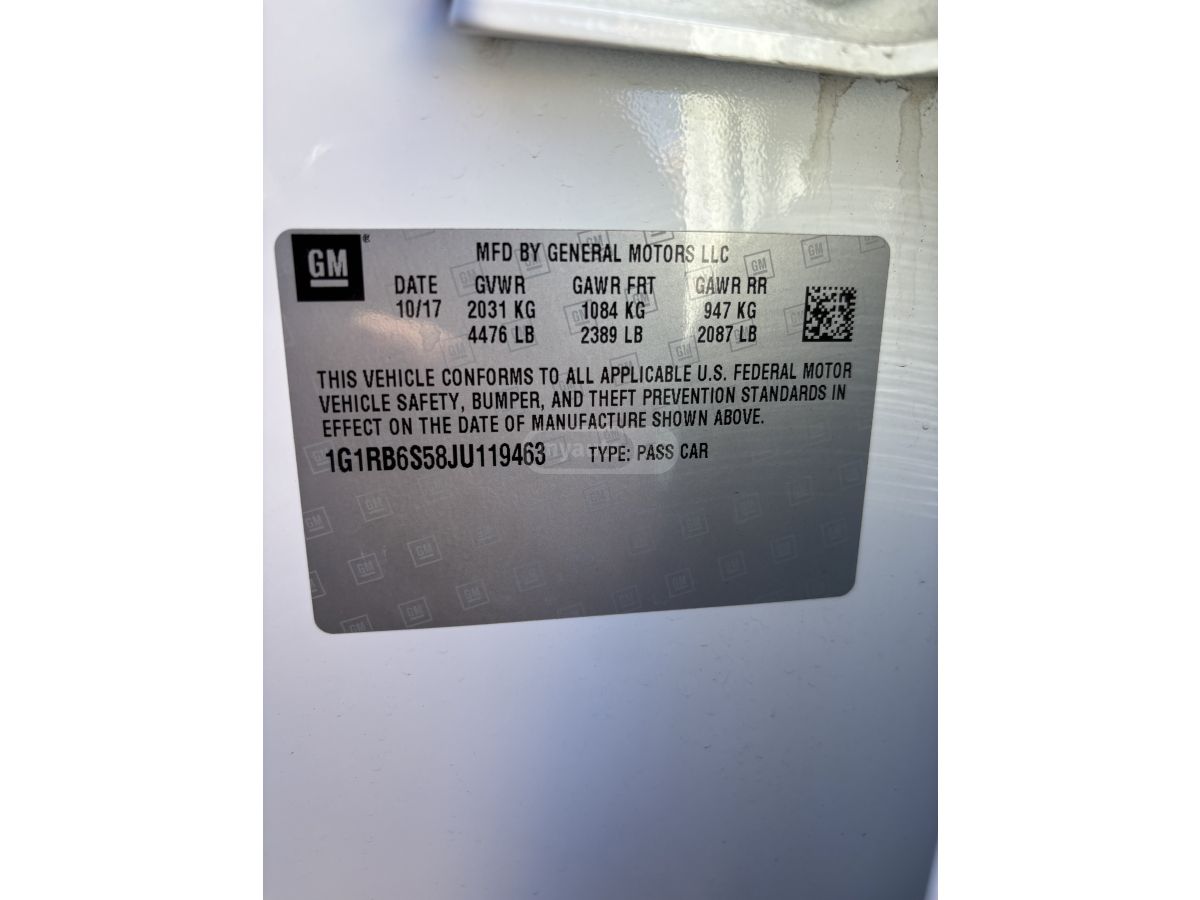 GM®
MFD BY GENERAL MOTORS LLC
DATE GVWR GAWR FRT GAWR RR
10/17 2031 KG 1084 KG 947 KG
4476 LB 2389 LB 2087 LB
THIS VEHICLE CONFORMS TO ALL APPLICABLE U.S. FEDERAL MOTOR
VEHICLE SAFETY, BUMPER, AND THEFT PREVENTION STANDARDS IN
EFFECT ON THE DATE OF MANUFACTURE SHOWN ABOVE.
1G1RB6S58JU119463 TYPE: PASS CAR